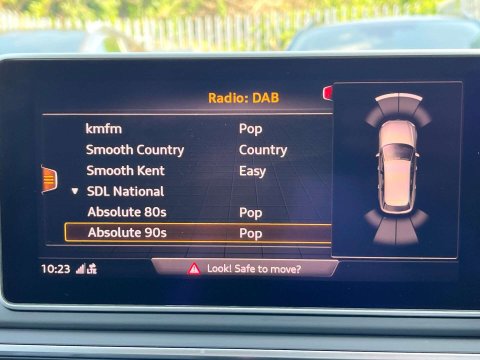 Radio: DAB
kmfm Pop
Smooth Country Country
Smooth Kent Easy
SDL National
Absolute 80s Pop
Absolute 90s Pop
10:23 LTE Look! Safe to move?